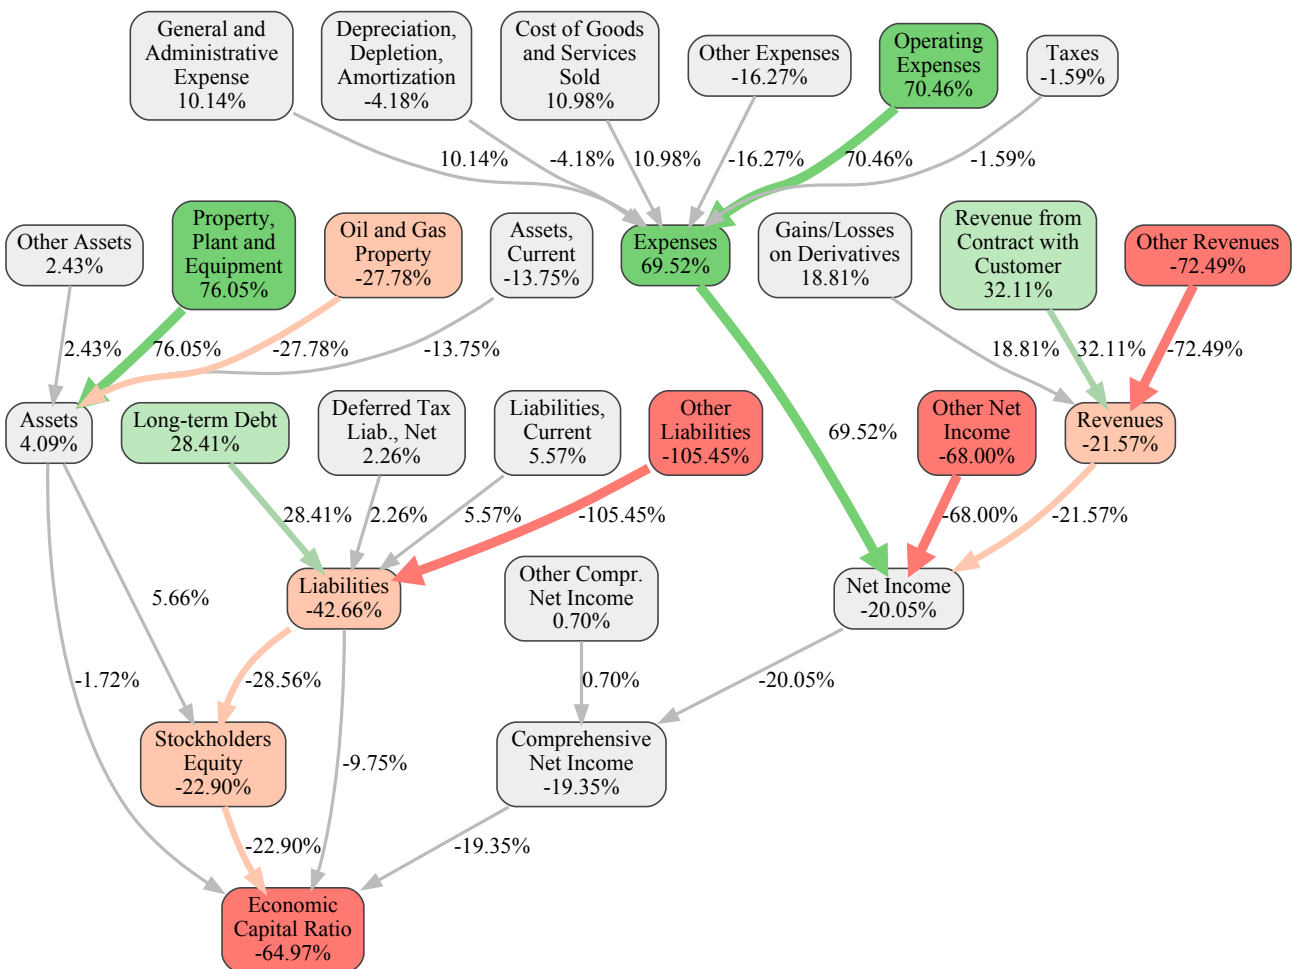 General and
Administrative
Expense
10.14%
Depreciation,
Depletion,
Amortization
-4.18%
Cost of Goods
and Services
Sold
10.98%
Other Expenses
-16.27%
Operating
Expenses
70.46%
Taxes
-1.59%
10.14%
-4.18%
10.98%
-16.27%
70.46%
-1.59%
Other Assets
2.43%
Property,
Plant and
Equipment
76.05%
Oil and Gas
Property
-27.78%
Assets,
Current
-13.75%
Expenses
69.52%
Gains/Losses
on Derivatives
18.81%
Revenue from
Contract with
Customer
32.11%
Other Revenues
-72.49%
2.43%
76.05%
-27.78%
-13.75%
18.81%
32.11%
-72.49%
Assets
4.09%
Long-term Debt
28.41%
Deferred Tax
Liab., Net
2.26%
Liabilities,
Current
5.57%
Other
Liabilities
-105.45%
69.52%
Other Net
Income
-68.00%
Revenues
-21.57%
28.41%
2.26%
5.57%
-105.45%
-68.00%
-21.57%
5.66%
Liabilities
-42.66%
Other Compr.
Net Income
0.70%
Net Income
-20.05%
-1.72%
-28.56%
0.70%
-20.05%
Stockholders
Equity
-22.90%
-9.75%
Comprehensive
Net Income
-19.35%
-22.90%
-19.35%
Economic
Capital Ratio
-64.97%